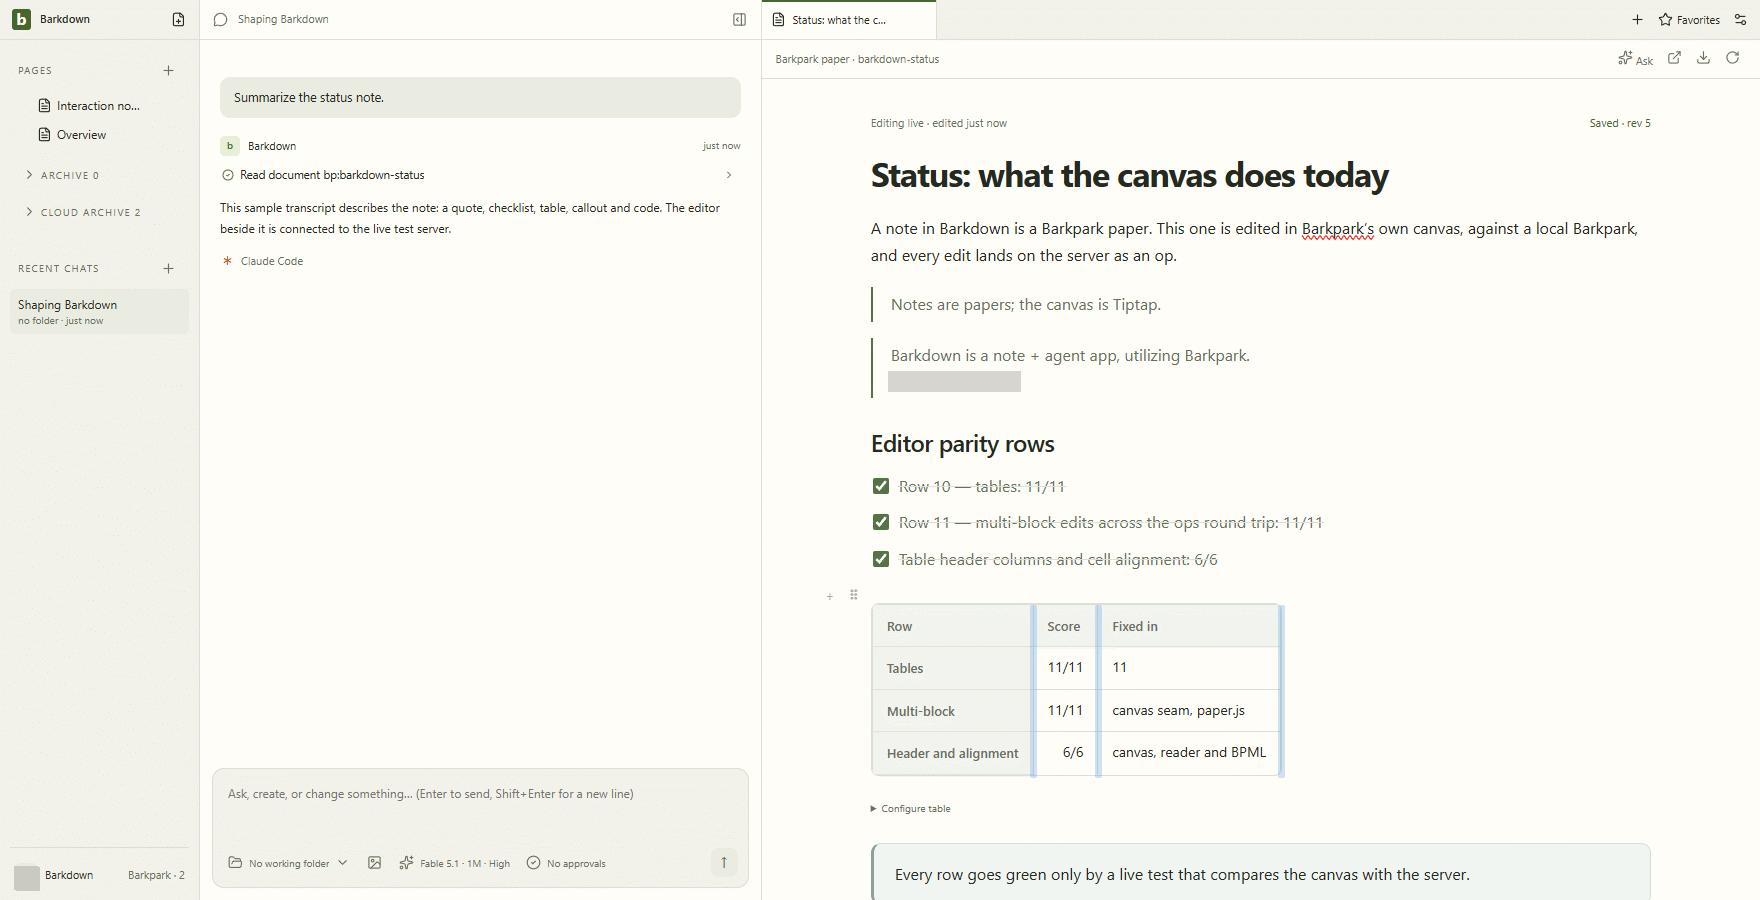 b Barkdown
PAGES
Interaction no...
Overview
ARCHIVE 0
CLOUD ARCHIVE 2
RECENT CHATS
Shaping Barkdown
no folder · just now
Barkdown
Barkpark · 2
Shaping Barkdown
Summarize the status note.
b Barkdown just now
Read document bp:barkdown-status
This sample transcript describes the note: a quote, checklist, table, callout and code. The editor
beside it is connected to the live test server.
Claude Code
Ask, create, or change something... (Enter to send, Shift+Enter for a new line)
No working folder
Fable 5.1 · 1M · High
No approvals
Status: what the c...
Favorites
Barkpark paper · barkdown-status
Ask
Editing live · edited just now
Saved · rev 5
Status: what the canvas does today
A note in Barkdown is a Barkpark paper. This one is edited in Barkpark's own canvas, against a local Barkpark,
and every edit lands on the server as an op.
Notes are papers; the canvas is Tiptap.
Barkdown is a note + agent app, utilizing Barkpark.
Editor parity rows
Row 10 — tables: 11/11
Row 11 — multi-block edits across the ops round trip: 11/11
Table header columns and cell alignment: 6/6
Row Score Fixed in
Tables 11/11 11
Multi-block 11/11 canvas seam, paper.js
Header and alignment 6/6 canvas, reader and BPML
Configure table
Every row goes green only by a live test that compares the canvas with the server.